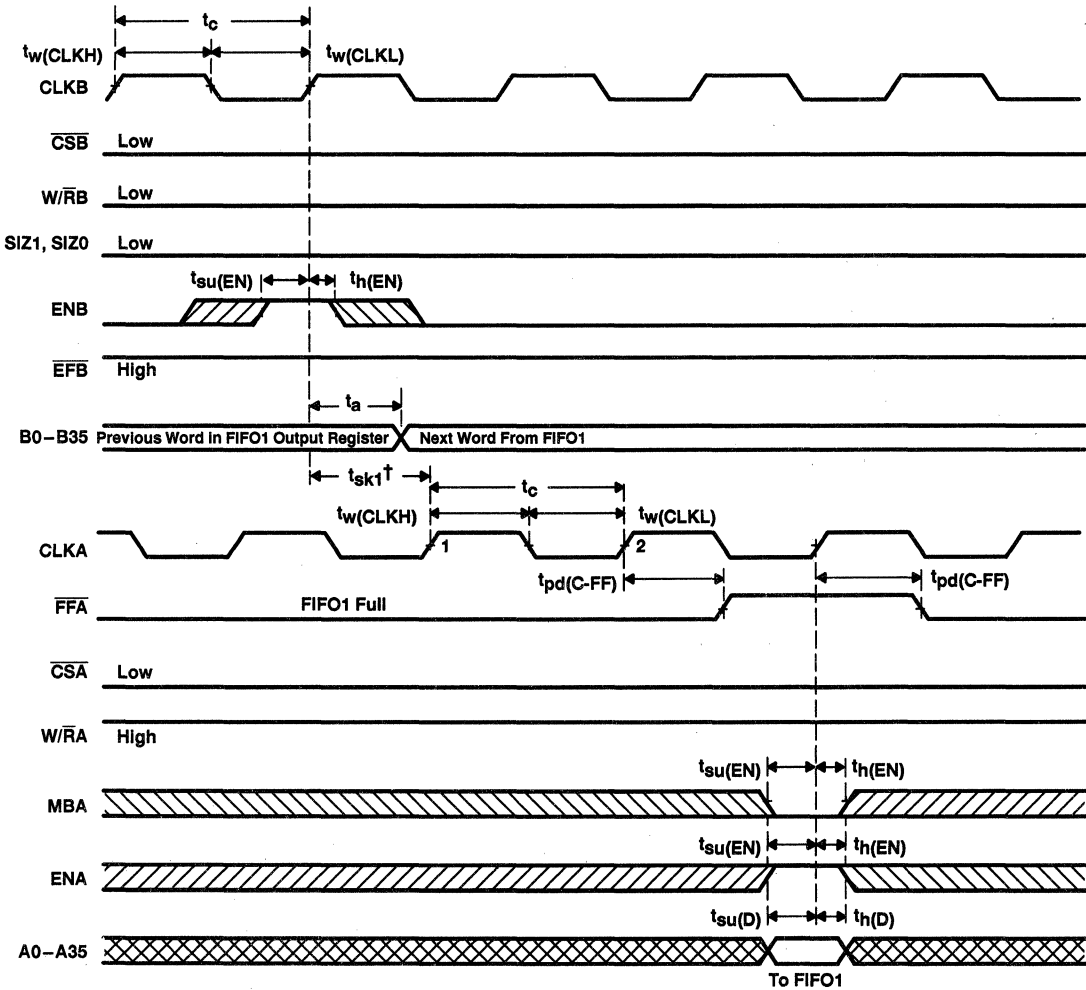 tc
tw(CLKH) tw(CLKL)
CLKB
CSB Low
W/RB Low
SIZ1, SIZ0 Low
tsu(EN) th(EN)
ENB
EFB High
ta
B0–B35 Previous Word in FIFO1 Output Register Next Word From FIFO1
tsk1†
tc
tw(CLKH) tw(CLKL)
CLKA 1 2
tpd(C-FF) tpd(C-FF)
FFA FIFO1 Full
CSA Low
W/RA High
tsu(EN) th(EN)
MBA
tsu(EN) th(EN)
ENA
tsu(D) th(D)
A0–A35
To FIFO1